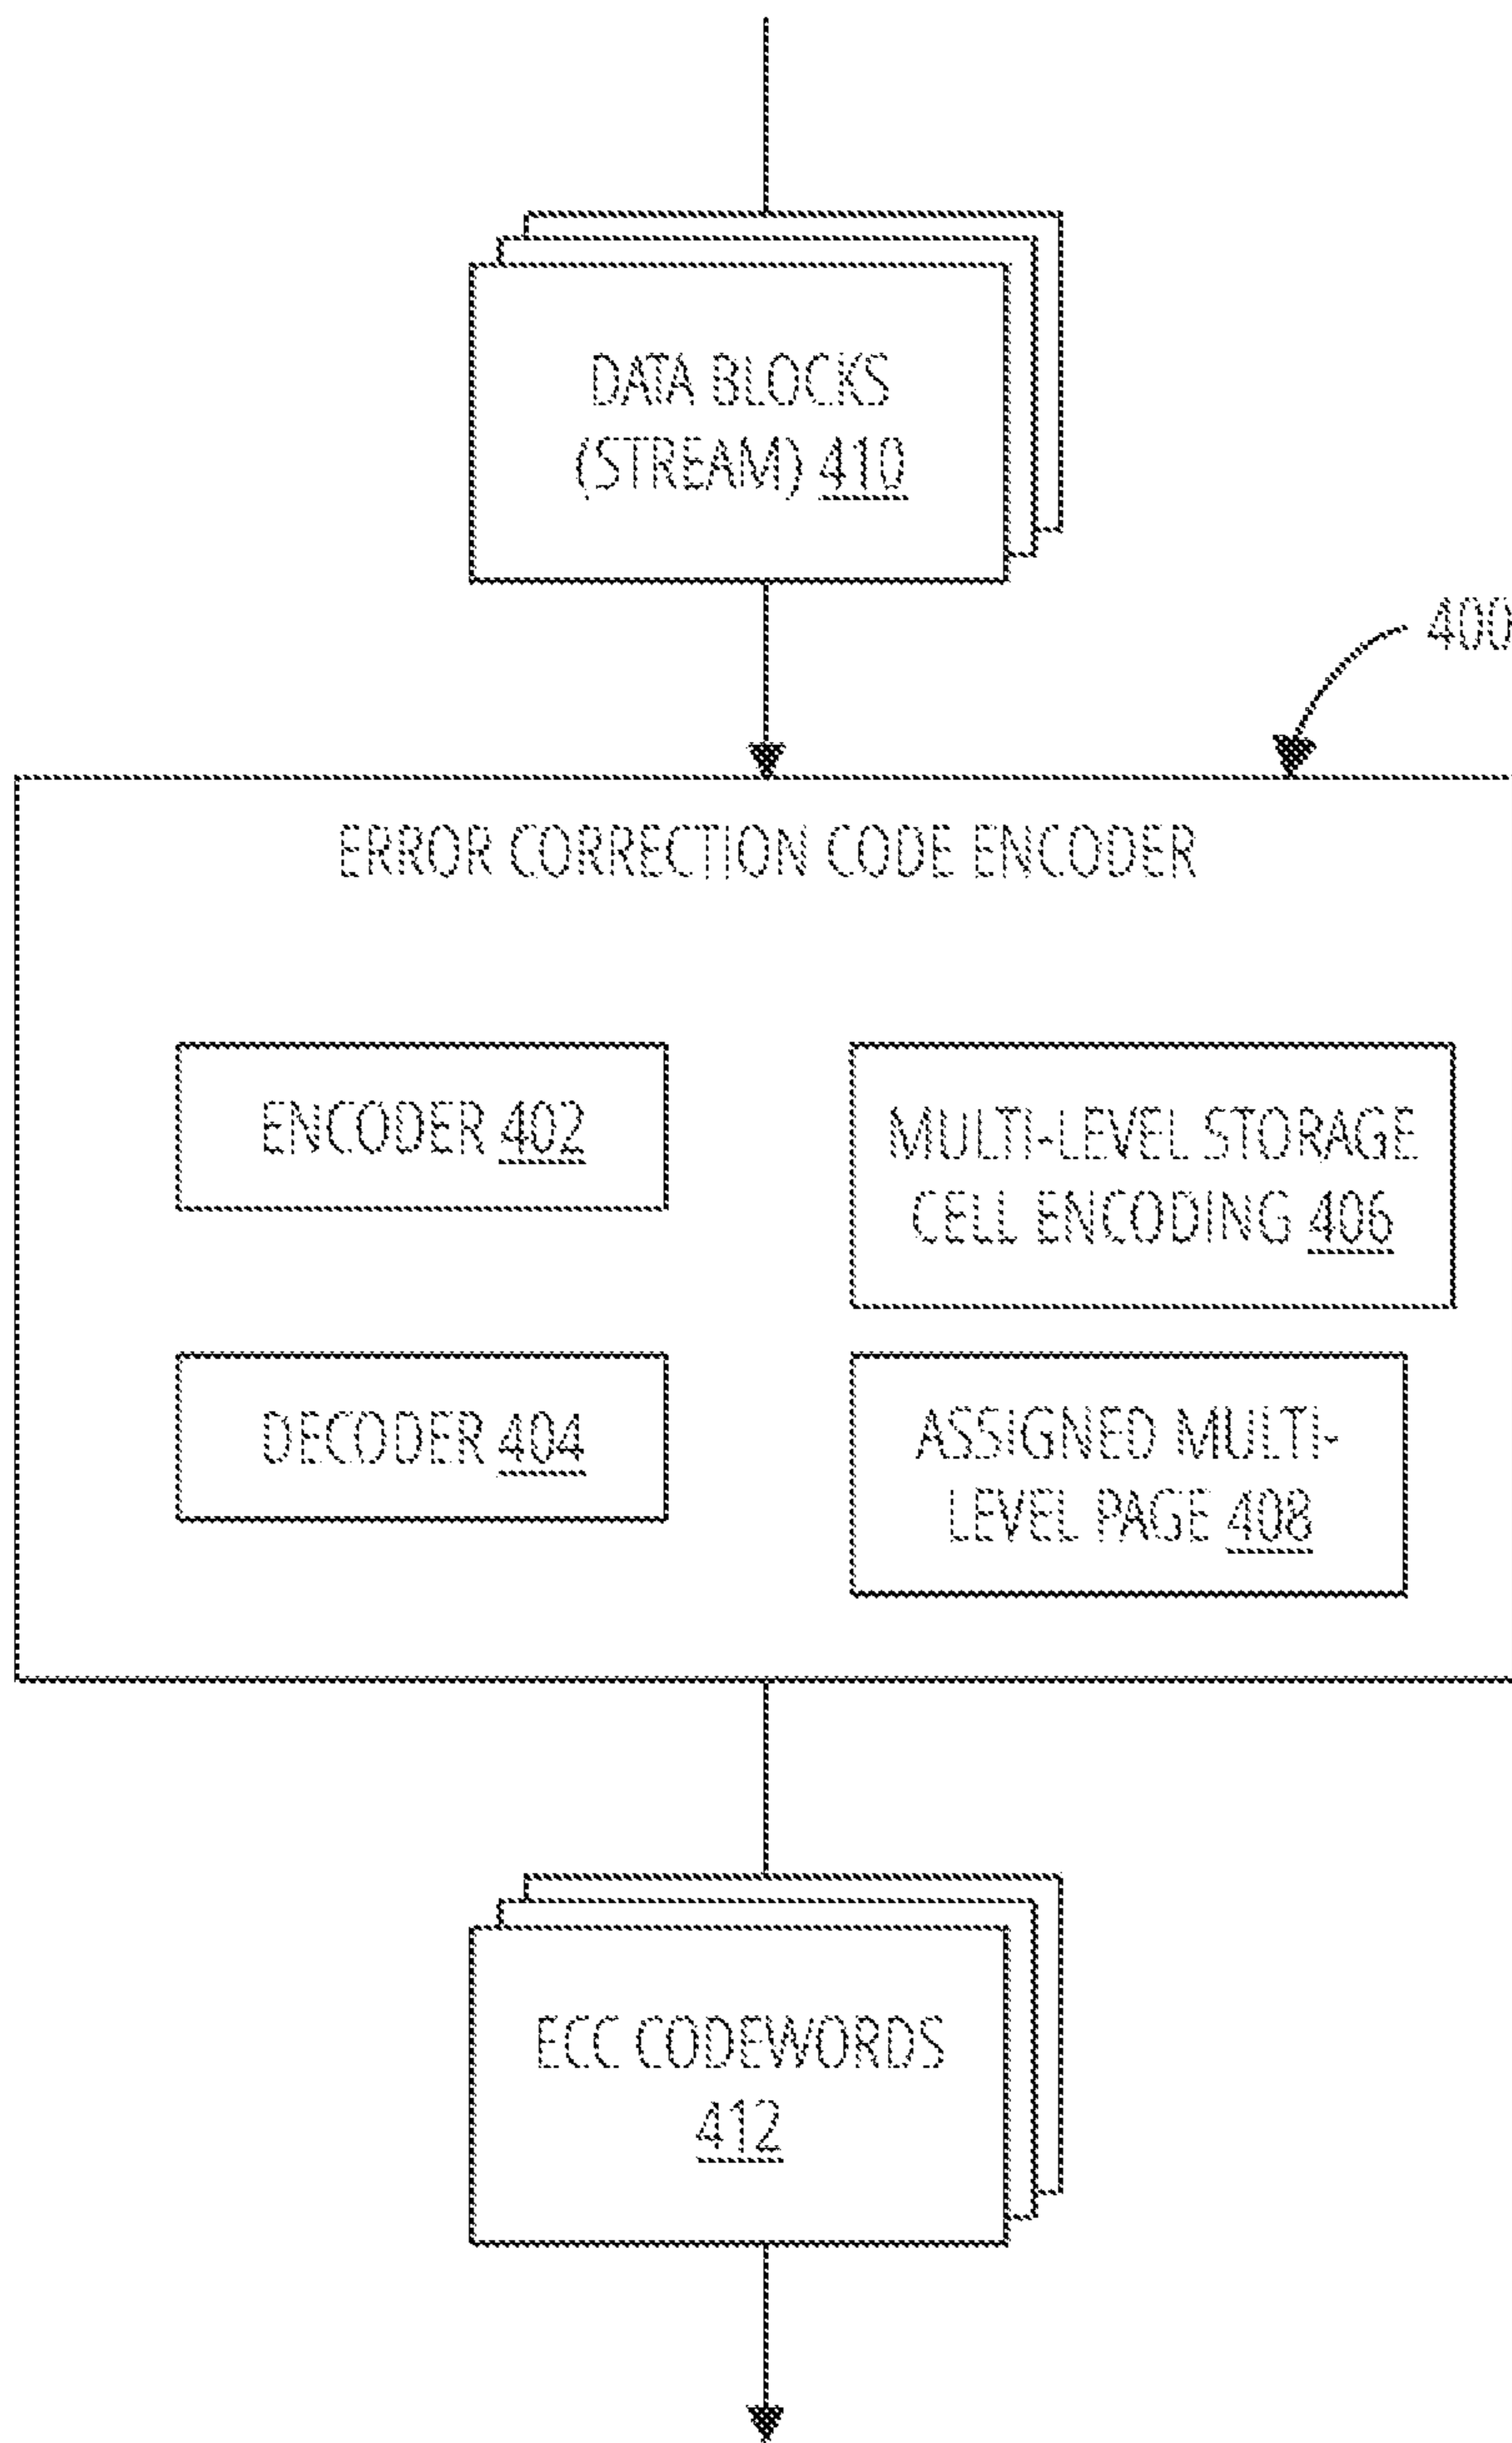 DATA BLOCKS
(STREAM) 410
400
ERROR CORRECTION CODE ENCODER
ENCODER 402
MULTI-LEVEL STORAGE
CELL ENCODING 406
DECODER 404
ASSIGNED MULTI-
LEVEL PAGE 408
ECC CODEWORDS
412